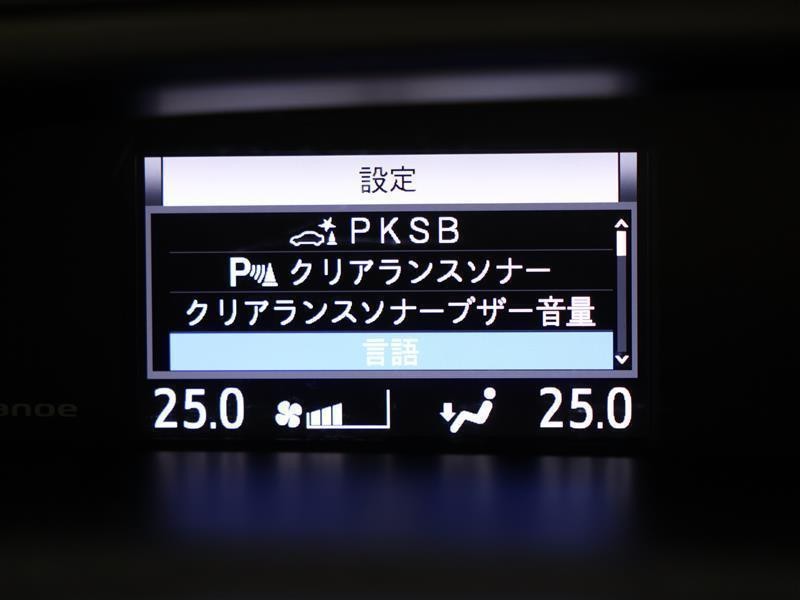 設定
PKSB
P クリアランスソナー
クリアランスソナーブザー音量
言語
25.0 25.0
anoe